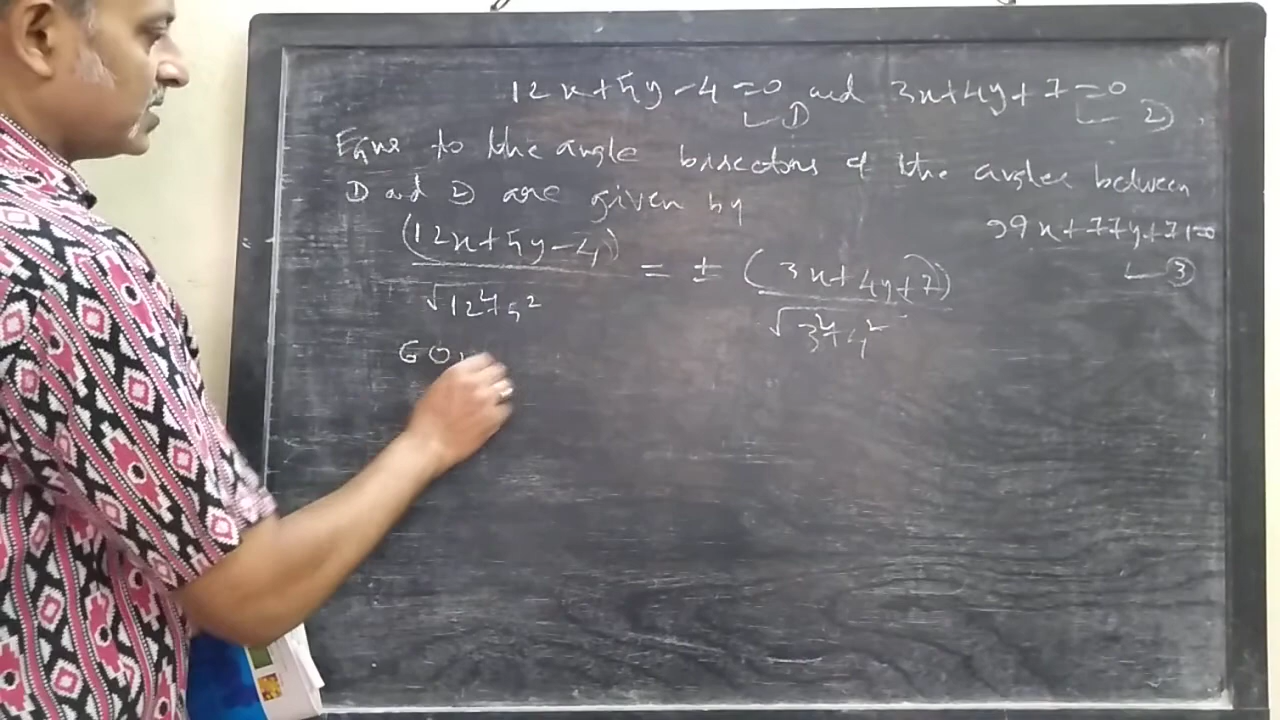 12x+5y-4=0 and 3x+4y+7=0
① 2)
Eqns to the angle bisectors of the angles between
① and ② are given by
99x+77y+71=0
③
(12x+5y-4) / √12²+5² = ± (3x+4y+7) / √3²+4²
60x